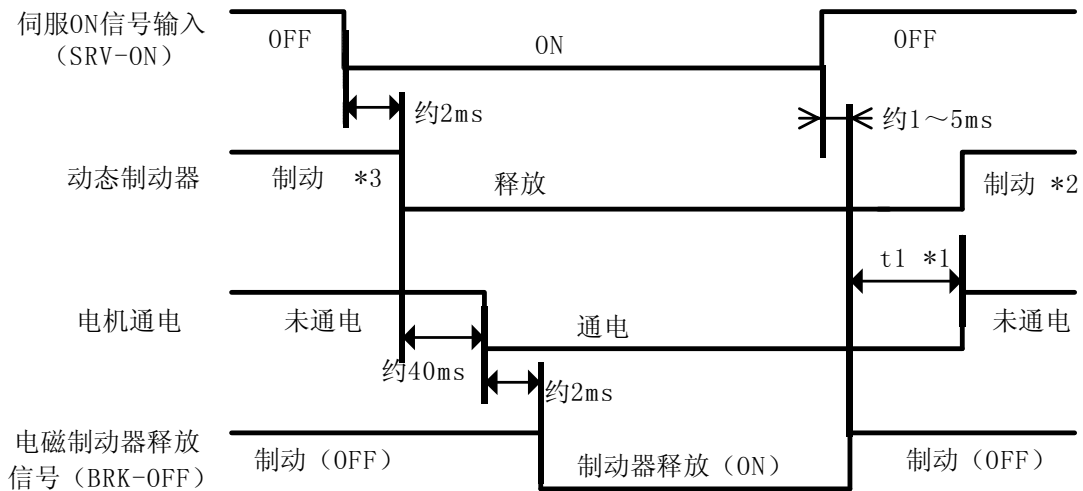 伺服ON信号输入
（SRV-ON）
OFF
ON
OFF
约2ms
约1～5ms
动态制动器
制动 *3
释放
制动 *2
t1 *1
电机通电
未通电
通电
未通电
约40ms
约2ms
电磁制动器释放
信号（BRK-OFF）
制动（OFF）
制动器释放（ON）
制动（OFF）